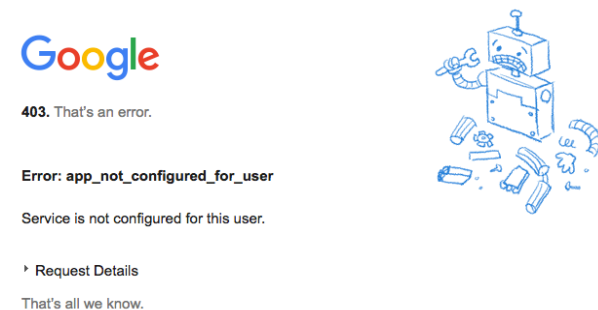 Google
403. That's an error.
Error: app_not_configured_for_user
Service is not configured for this user.
Request Details
That's all we know.